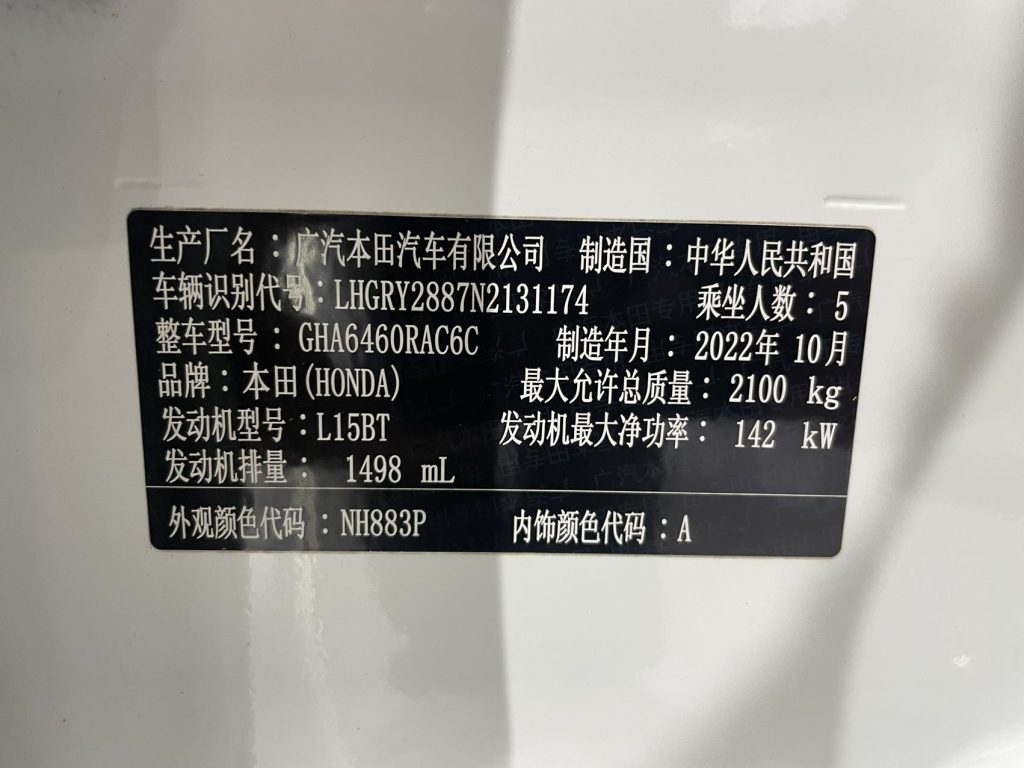 生产厂名：广汽本田汽车有限公司 制造国：中华人民共和国
车辆识别代号：LHGRY2887N2131174 乘坐人数：5
整车型号：GHA6460RAC6C 制造年月：2022年10月
品牌：本田(HONDA) 最大允许总质量：2100 kg
发动机型号：L15BT 发动机最大净功率：142 kW
发动机排量：1498 mL
外观颜色代码：NH883P 内饰颜色代码：A